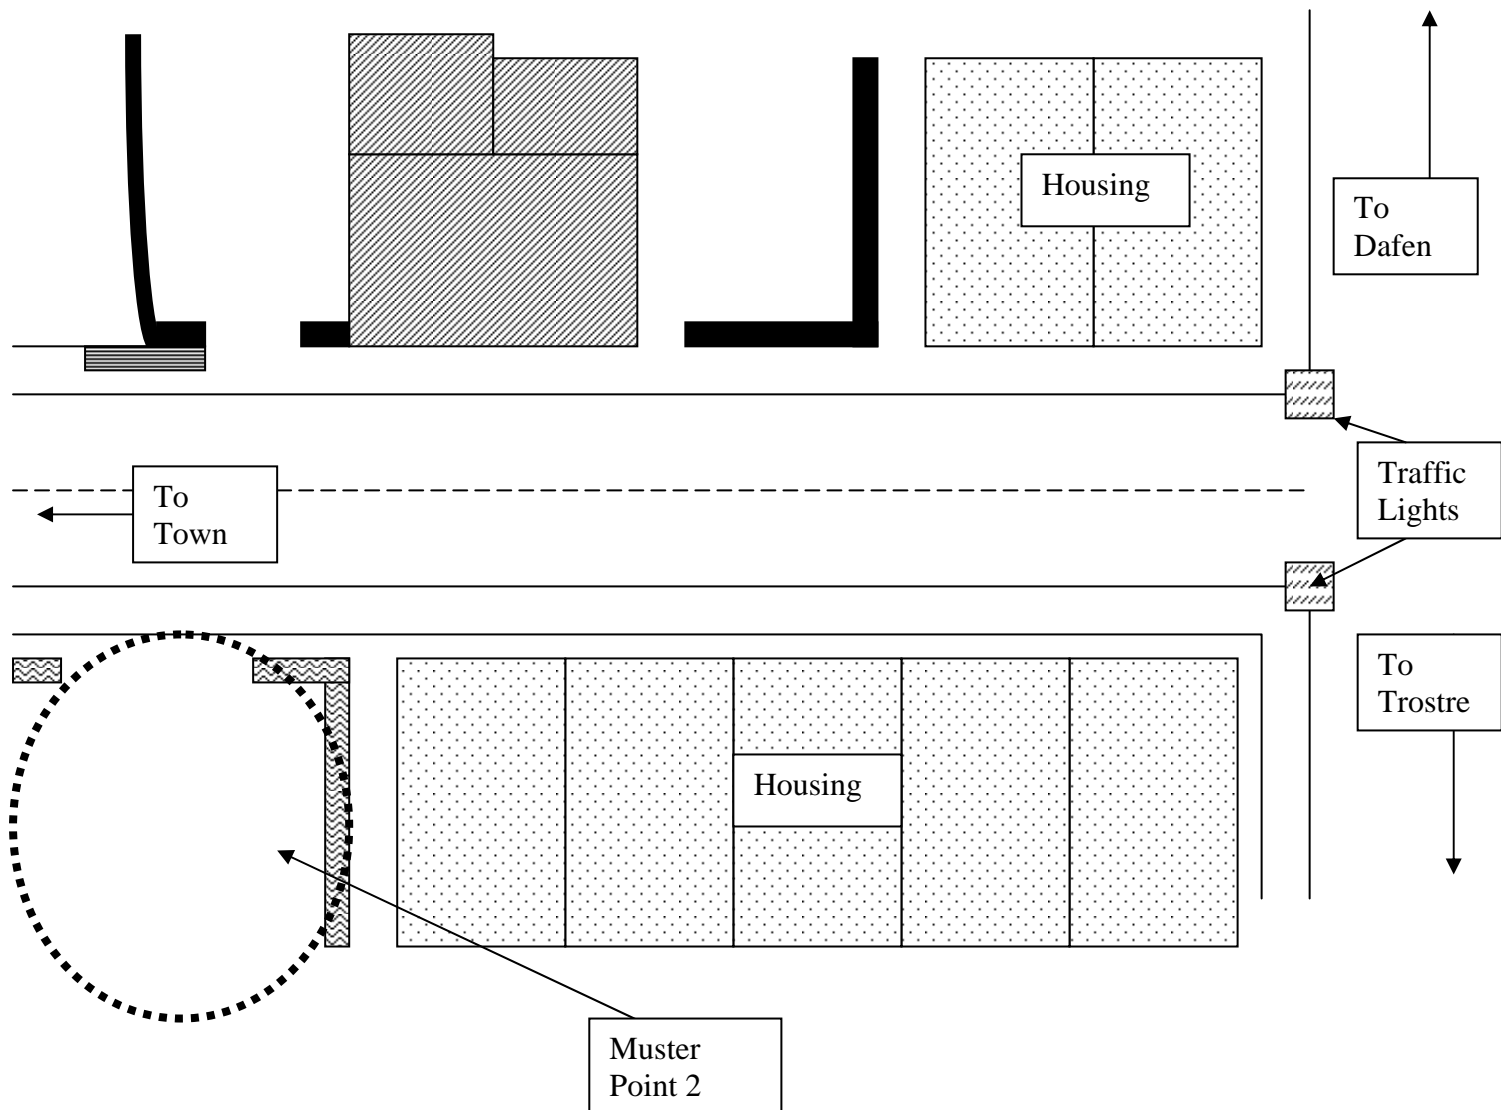 Housing
To
Dafen
Traffic
Lights
To
Town
To
Trostre
Housing
Muster
Point 2